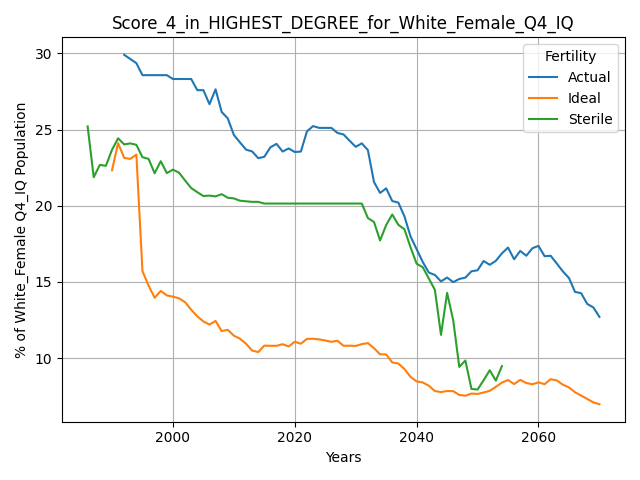 Score_4_in_HIGHEST_DEGREE_for_White_Female_Q4_IQ
Fertility
Actual
Ideal
Sterile
% of White_Female Q4_IQ Population
30
25
20
15
10
2000
2020
2040
2060
Years